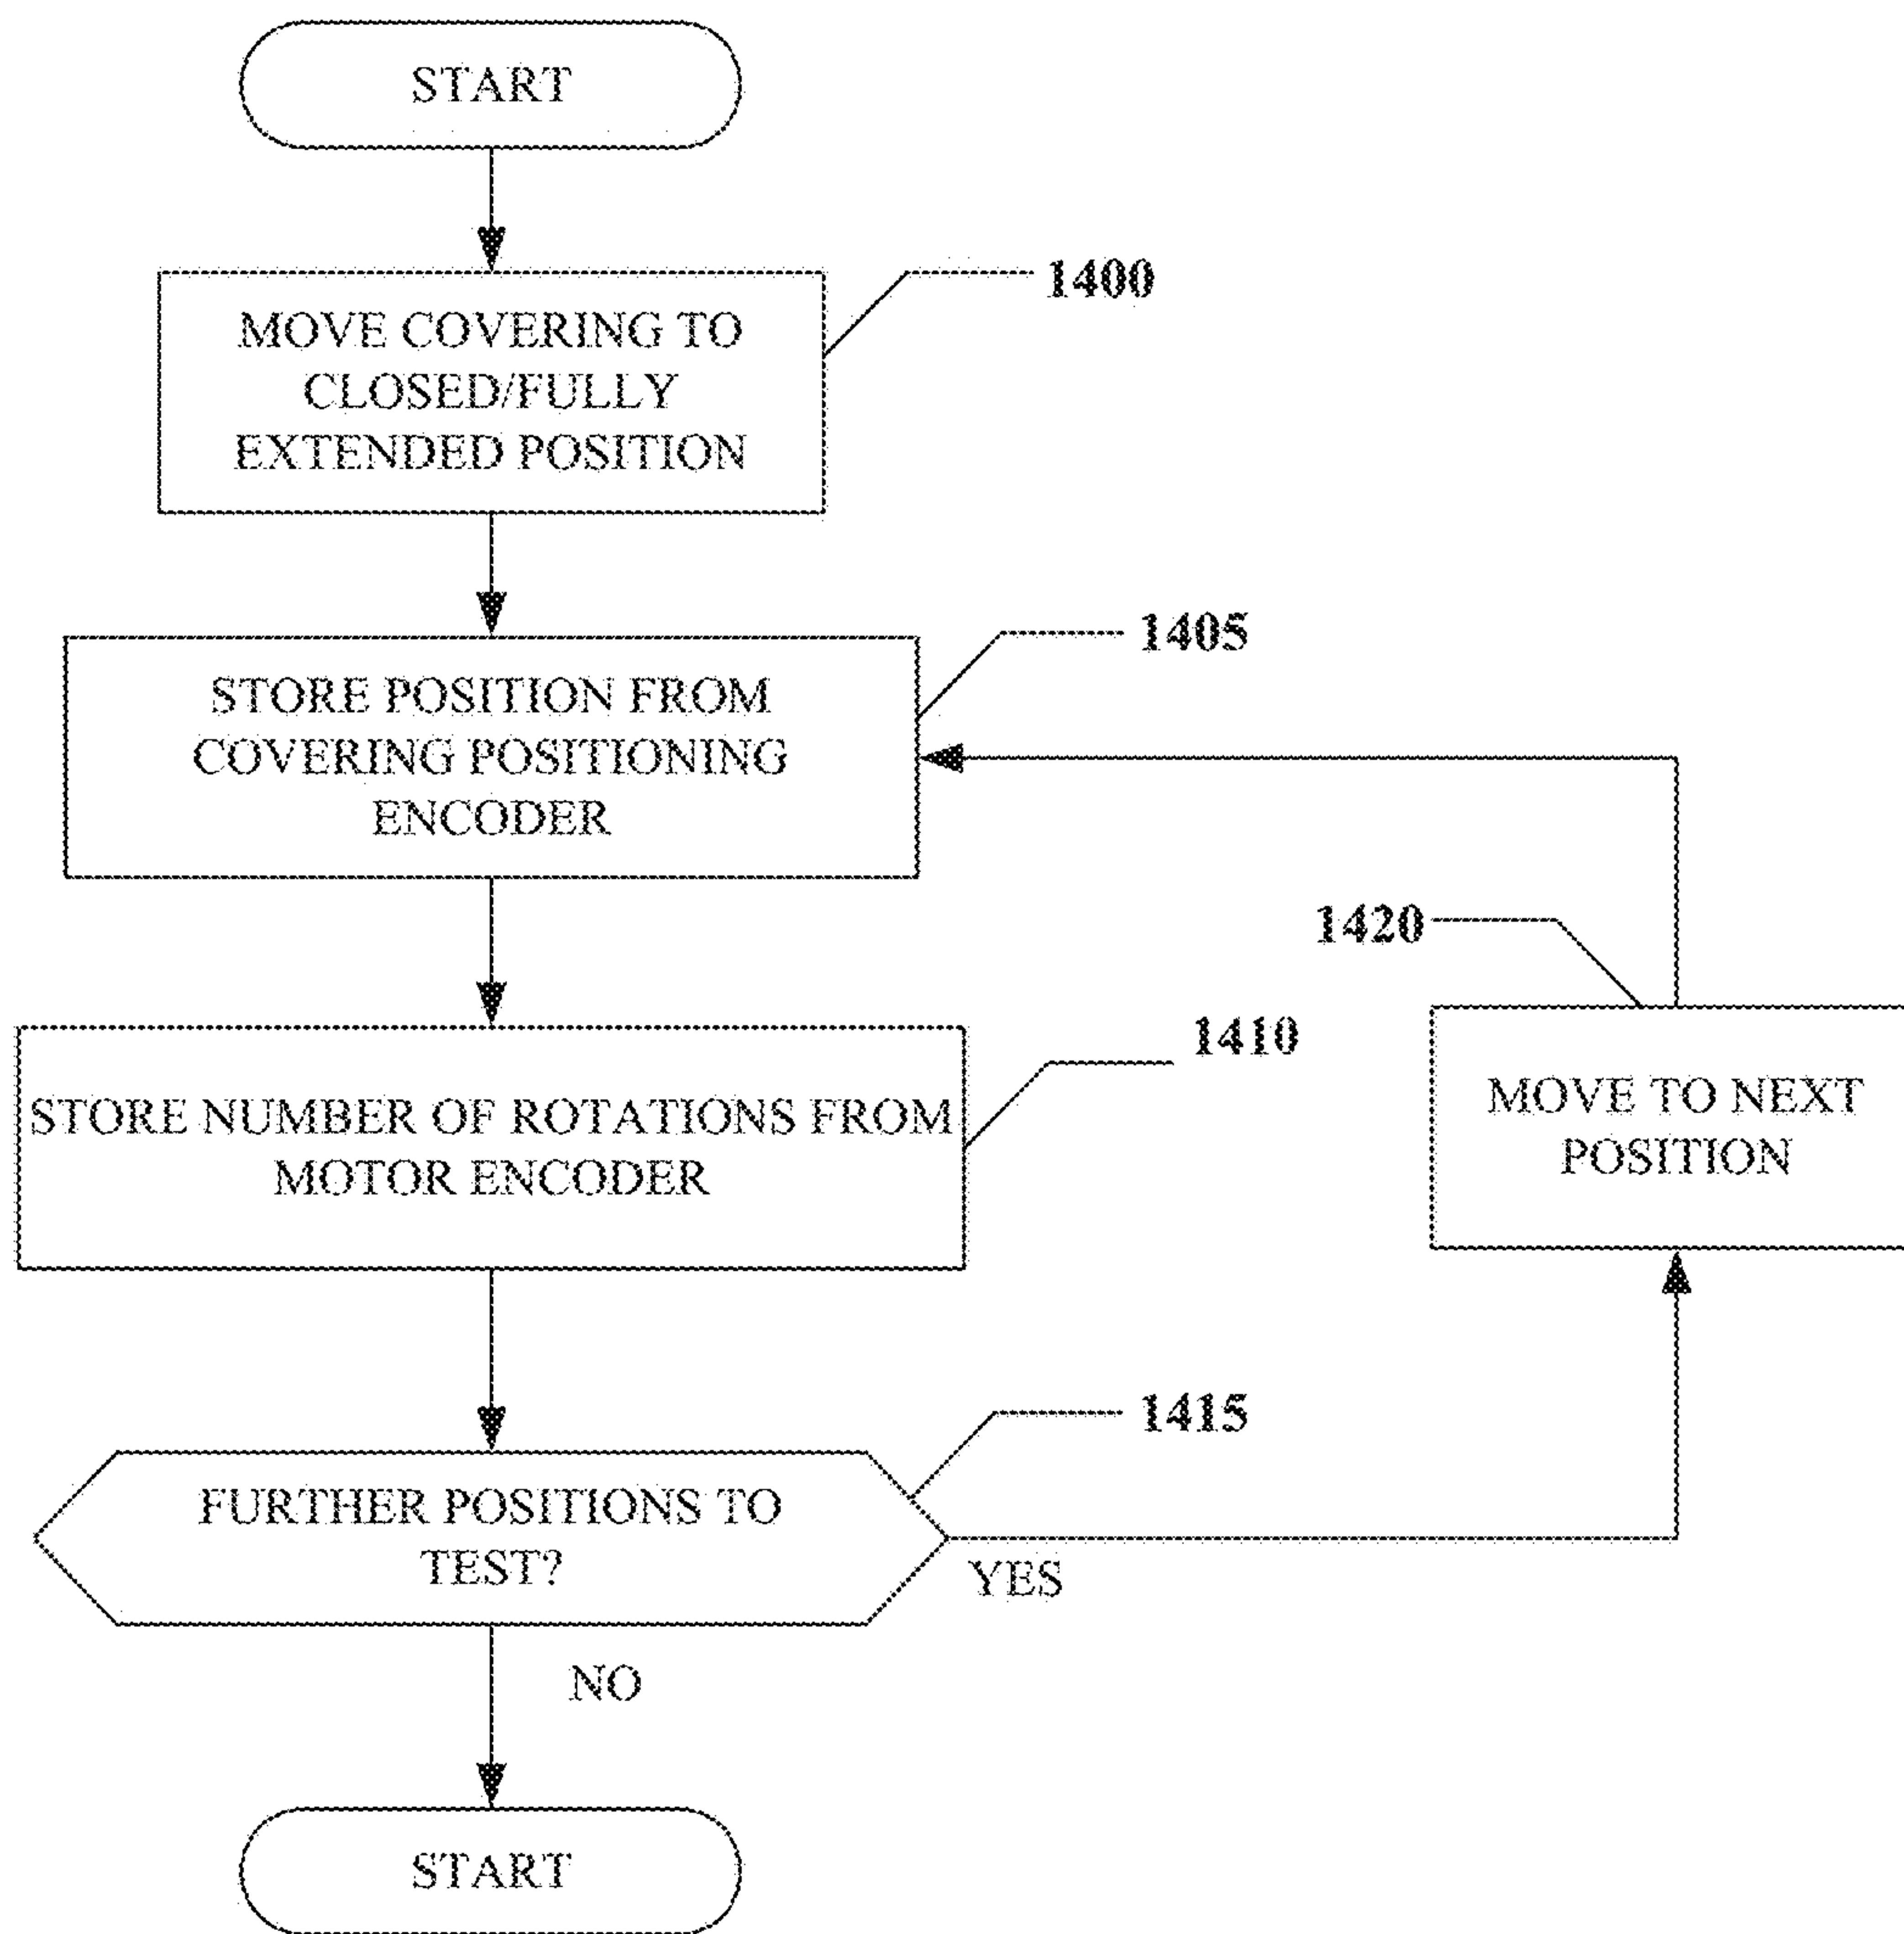 START
1400
MOVE COVERING TO
CLOSED/FULLY
EXTENDED POSITION
1405
STORE POSITION FROM
COVERING POSITIONING
ENCODER
1420
1410
STORE NUMBER OF ROTATIONS FROM
MOTOR ENCODER
MOVE TO NEXT
POSITION
1415
FURTHER POSITIONS TO
TEST?
YES
NO
START